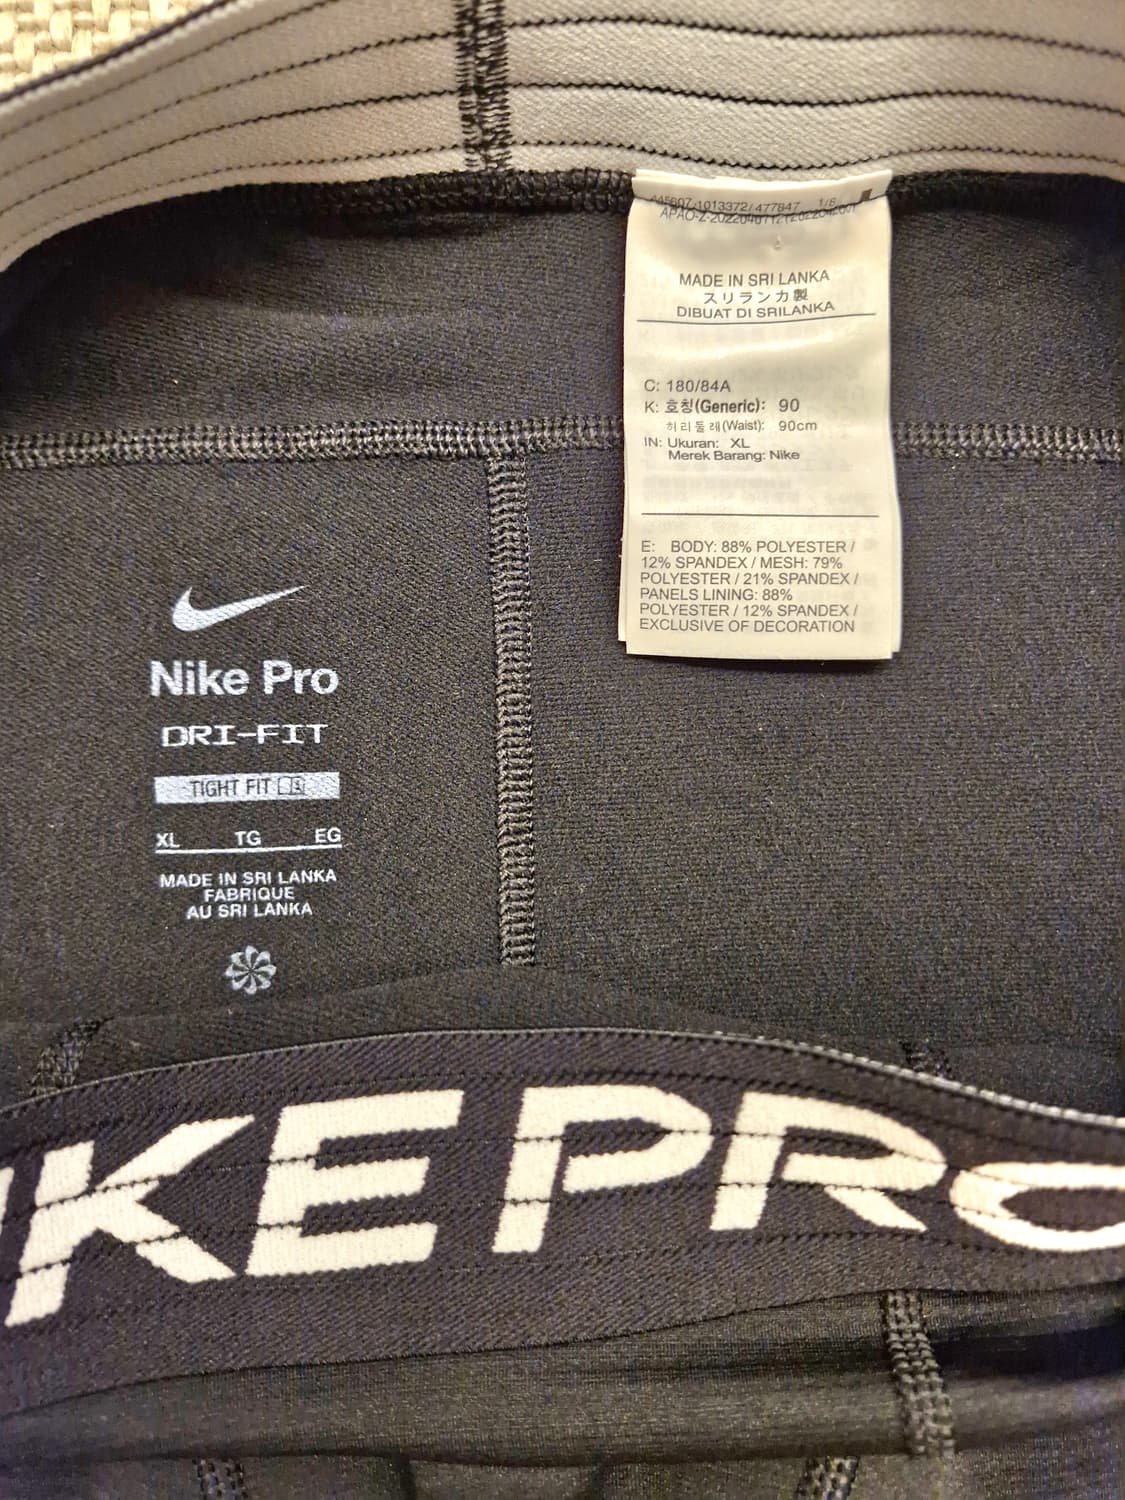 MADE IN SRI LANKA
スリランカ製
DIBUAT DI SRILANKA
C: 180/84A
K: 호칭(Generic): 90
허리둘레(Waist): 90cm
IN: Ukuran: XL
Merek Barang: Nike
E: BODY: 88% POLYESTER /
12% SPANDEX / MESH: 79%
POLYESTER / 21% SPANDEX /
PANELS LINING: 88%
POLYESTER / 12% SPANDEX /
EXCLUSIVE OF DECORATION
Nike Pro
DRI-FIT
TIGHT FIT
XL TG EG
MADE IN SRI LANKA
FABRIQUE
AU SRI LANKA
IKE PRO